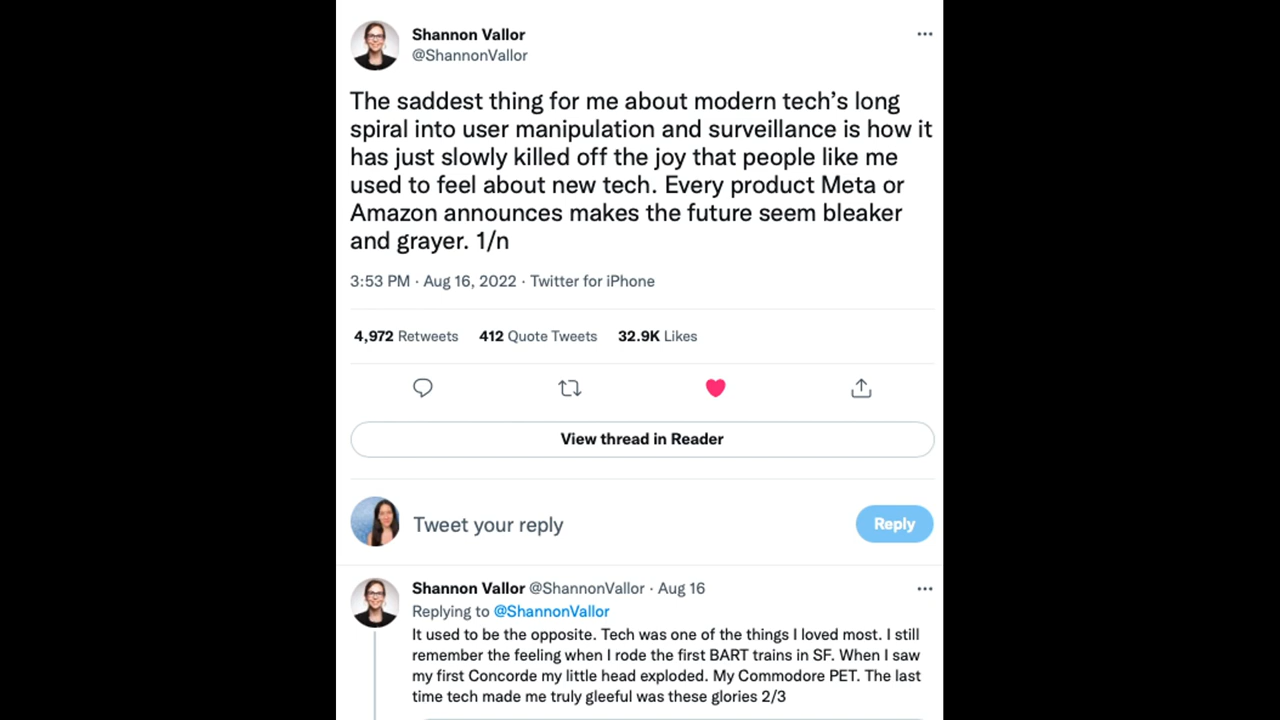 Shannon Vallor
@ShannonVallor
The saddest thing for me about modern tech’s long
spiral into user manipulation and surveillance is how it
has just slowly killed off the joy that people like me
used to feel about new tech. Every product Meta or
Amazon announces makes the future seem bleaker
and grayer. 1/n
3:53 PM · Aug 16, 2022 · Twitter for iPhone
4,972 Retweets 412 Quote Tweets 32.9K Likes
View thread in Reader
Tweet your reply
Reply
Shannon Vallor @ShannonVallor · Aug 16
Replying to @ShannonVallor
It used to be the opposite. Tech was one of the things I loved most. I still
remember the feeling when I rode the first BART trains in SF. When I saw
my first Concorde my little head exploded. My Commodore PET. The last
time tech made me truly gleeful was these glories 2/3